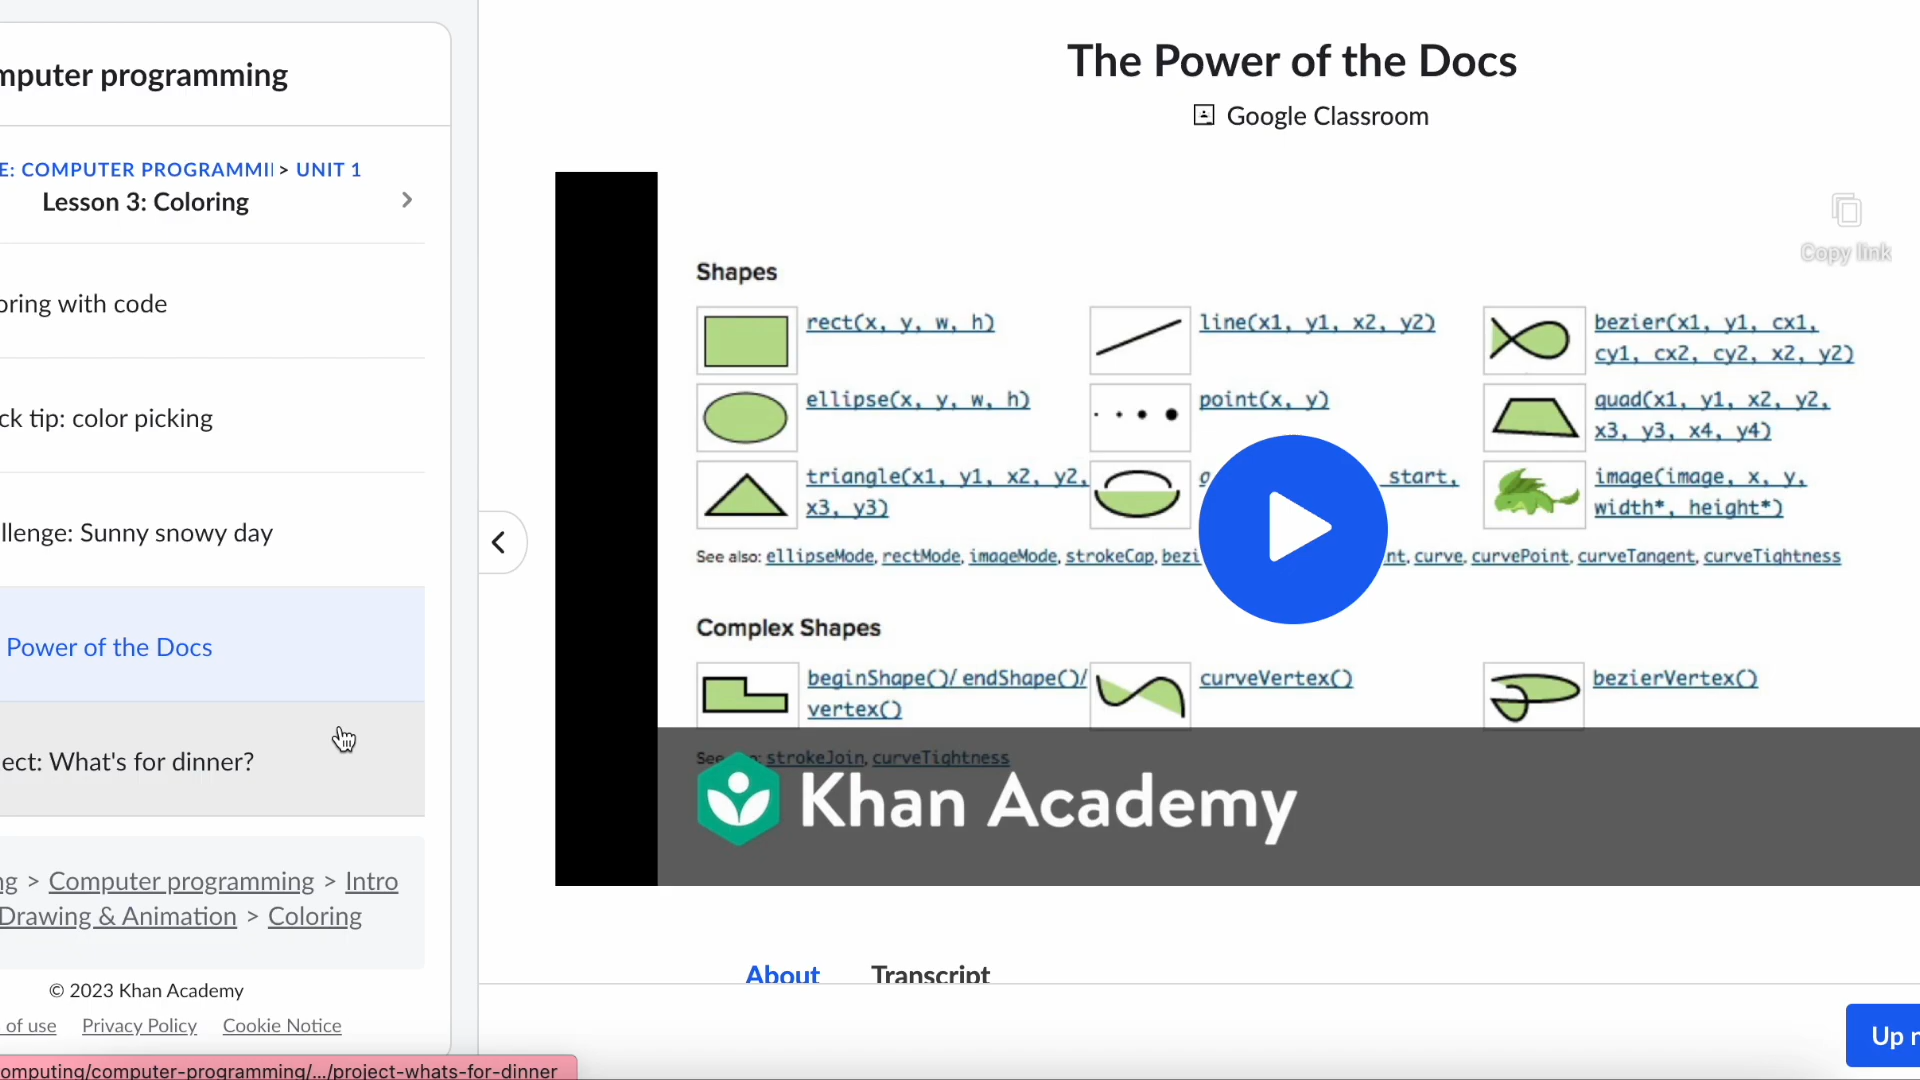 mputer programming
E: COMPUTER PROGRAMMI > UNIT 1
Lesson 3: Coloring
oring with code
ck tip: color picking
llenge: Sunny snowy day
Power of the Docs
ect: What's for dinner?
ng > Computer programming > Intro
Drawing & Animation > Coloring
© 2023 Khan Academy
of use Privacy Policy Cookie Notice
omputing/computer-programming/.../project-whats-for-dinner
The Power of the Docs
Google Classroom
Copy link
Shapes
rect(x, y, w, h)
line(x1, y1, x2, y2)
bezier(x1, y1, cx1,
cy1, cx2, cy2, x2, y2)
ellipse(x, y, w, h)
point(x, y)
quad(x1, y1, x2, y2,
x3, y3, x4, y4)
triangle(x1, y1, x2, y2,
x3, y3)
start,
image(image, x, y,
width*, height*)
See also: ellipseMode, rectMode, imageMode, strokeCap, bezi nt, curve, curvePoint, curveTangent, curveTightness
Complex Shapes
beginShape()/ endShape()/
vertex()
curveVertex()
bezierVertex()
See strokeJoin, curveTightness
Khan Academy
About Transcript
Up n